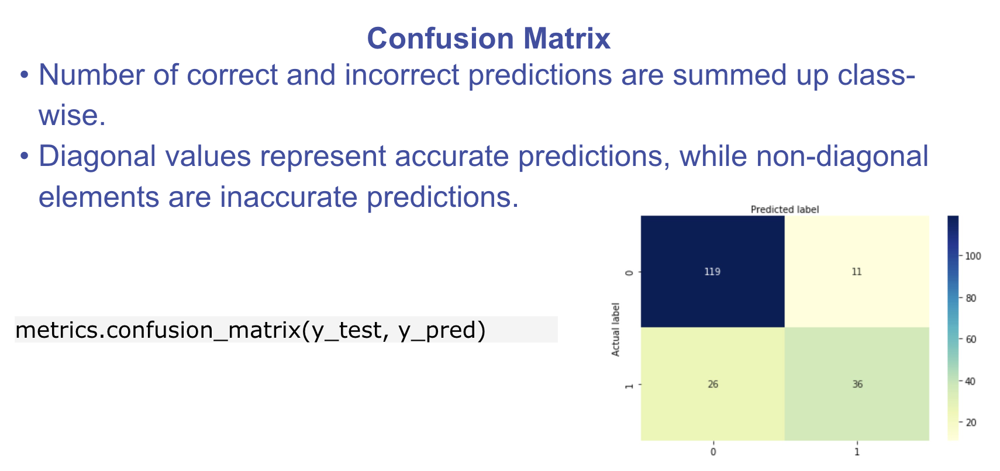 Confusion Matrix
• Number of correct and incorrect predictions are summed up class-
wise.
• Diagonal values represent accurate predictions, while non-diagonal
elements are inaccurate predictions.
metrics.confusion_matrix(y_test, y_pred)
Predicted label
Actual label
0
1
119
11
26
36
0
1
100
80
60
40
20